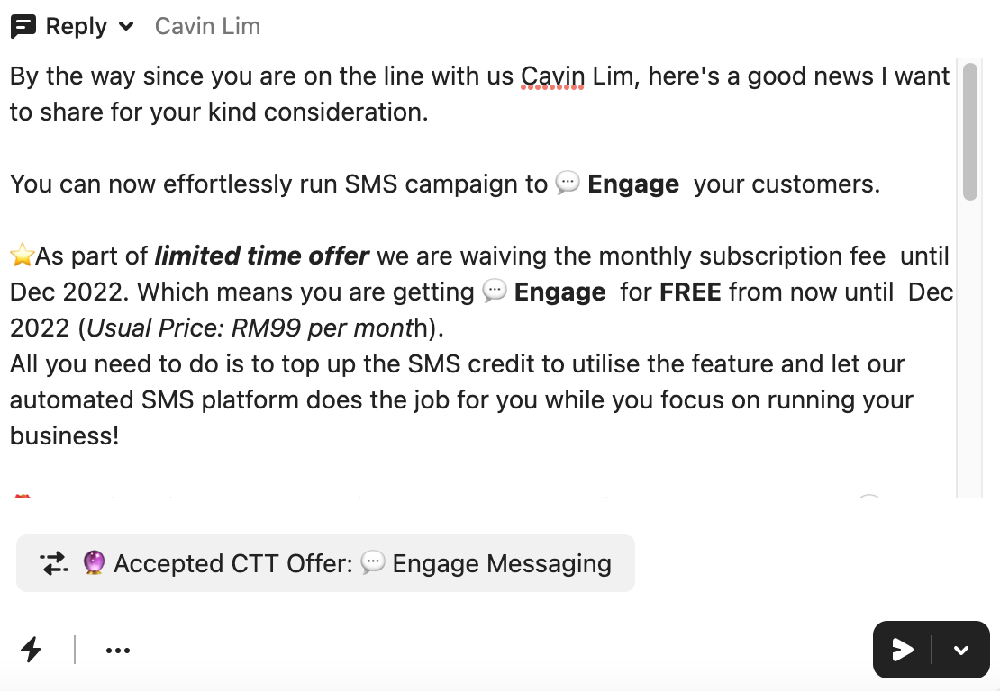 Reply Cavin Lim
By the way since you are on the line with us Cavin Lim, here's a good news I want
to share for your kind consideration.
You can now effortlessly run SMS campaign to 💬 Engage your customers.
⭐As part of limited time offer we are waiving the monthly subscription fee until
Dec 2022. Which means you are getting 💬 Engage for FREE from now until Dec
2022 (Usual Price: RM99 per month).
All you need to do is to top up the SMS credit to utilise the feature and let our
automated SMS platform does the job for you while you focus on running your
business!
🔮 Accepted CTT Offer: 💬 Engage Messaging